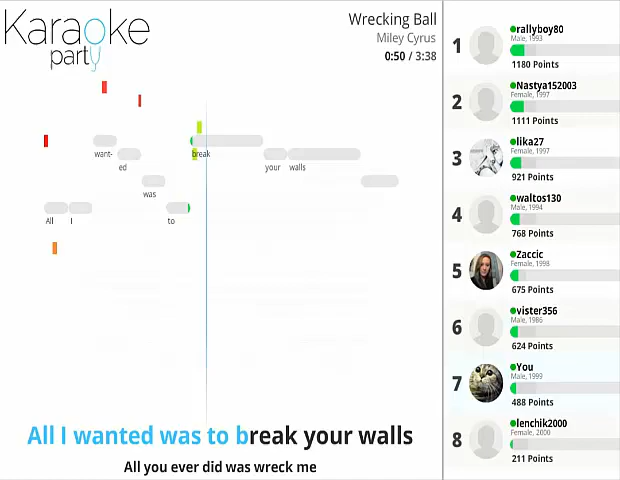 Karaoke
party
Wrecking Ball
Miley Cyrus
0:50 / 3:38
want-
ed
was
All I
to
break
your walls
All I wanted was to break your walls
All you ever did was wreck me
1
rallyboy80
Male, 1993
1180 Points
2
Nastya152003
Female, 1997
1111 Points
3
lika27
Female, 1997
921 Points
4
waltos130
Male, 1994
768 Points
5
Zaccic
Female, 1998
675 Points
6
vister356
Male, 1986
624 Points
7
You
Male, 1999
488 Points
8
lenchik2000
Female, 2000
211 Points